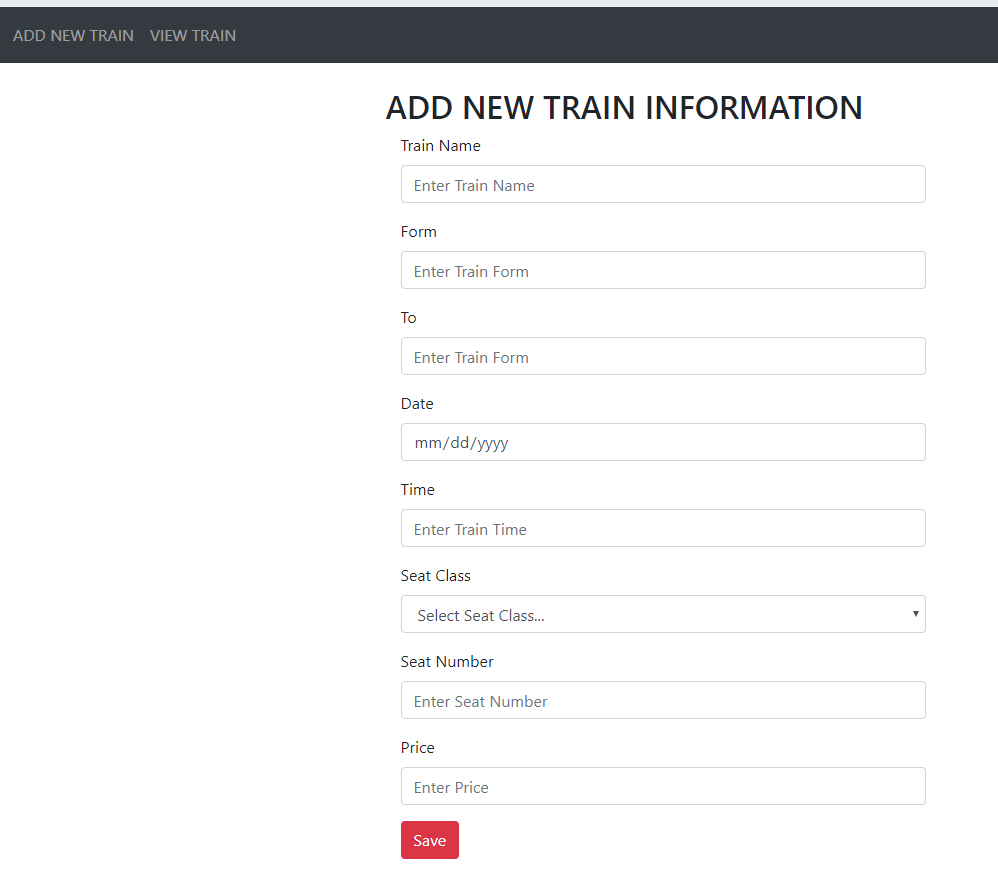 ADD NEW TRAIN VIEW TRAIN
ADD NEW TRAIN INFORMATION
Train Name
Enter Train Name
Form
Enter Train Form
To
Enter Train Form
Date
mm/dd/yyyy
Time
Enter Train Time
Seat Class
Select Seat Class...
Seat Number
Enter Seat Number
Price
Enter Price
Save